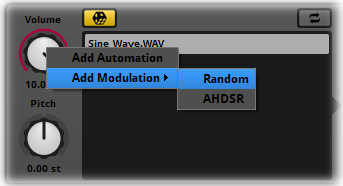 Volume
Sine Wave.WAV
Add Automation
Add Modulation
Random
10.0
AHDSR
Pitch
0.00 st